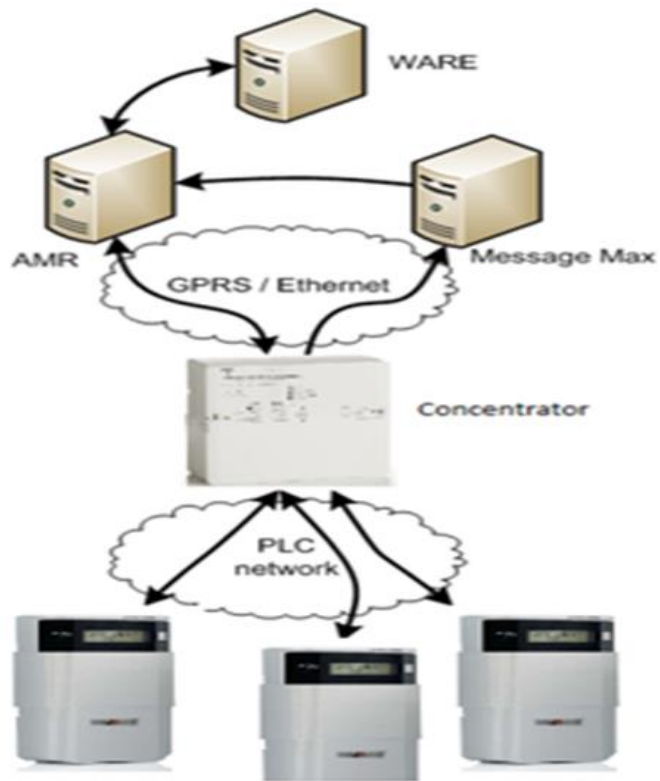 WARE
AMR
Message Max
GPRS / Ethernet
Concentrator
PLC
network